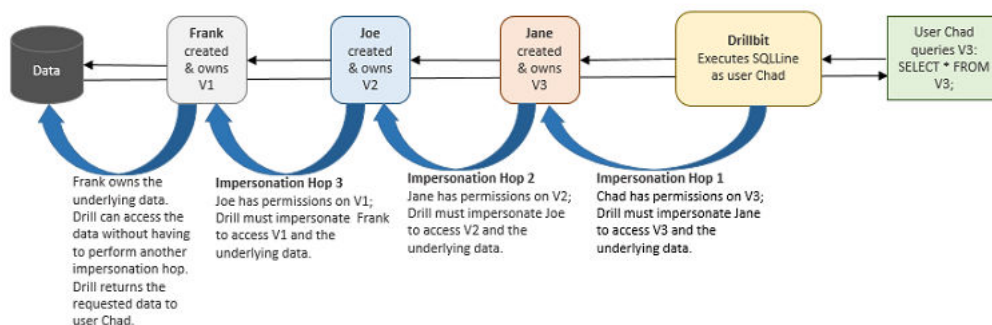 Data
Frank
created
& owns
V1
Joe
created
& owns
V2
Jane
created
& owns
V3
Drillbit
Executes SQLLine
as user Chad
User Chad
queries V3:
SELECT * FROM
V3;
Frank owns the
underlying data.
Drill can access the
data without having
to perform another
impersonation hop.
Drill returns the
requested data to
user Chad.
Impersonation Hop 3
Joe has permissions on V1;
Drill must impersonate Frank
to access V1 and the
underlying data.
Impersonation Hop 2
Jane has permissions on V2;
Drill must impersonate Joe
to access V2 and the
underlying data.
Impersonation Hop 1
Chad has permissions on V3;
Drill must impersonate Jane
to access V3 and the
underlying data.